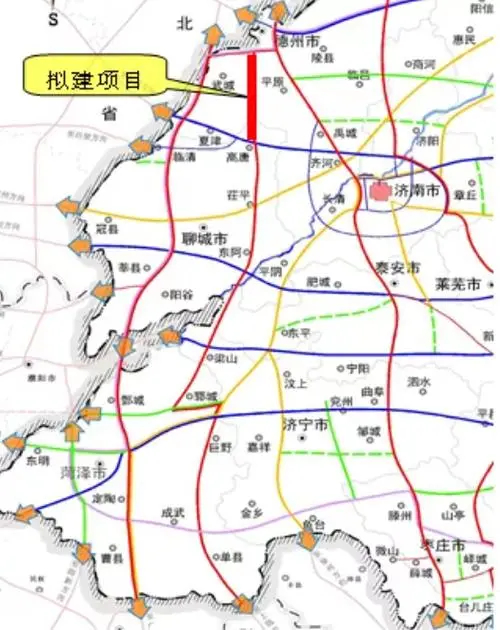 S
北
德州市
阳信
惠民
陵县
商河
临邑
拟建项目
武城
平原
省
禹城
济阳
夏津
临清
高唐
齐河
济南市
章丘
茌平
长清
冠县
聊城市
东阿
平阴
莘县
泰安市
莱芜市
肥城
阳谷
东平
新
梁山
宁阳
汶上
泗水
曲阜
兖州
濮阳市
鄄城
郓城
平
巨野
嘉祥
济宁市
邹城
东明
菏泽市
定陶
成武
金乡
滕州
山亭
鱼台
曹县
单县
微山
枣庄市
峄城
薛城
台儿庄